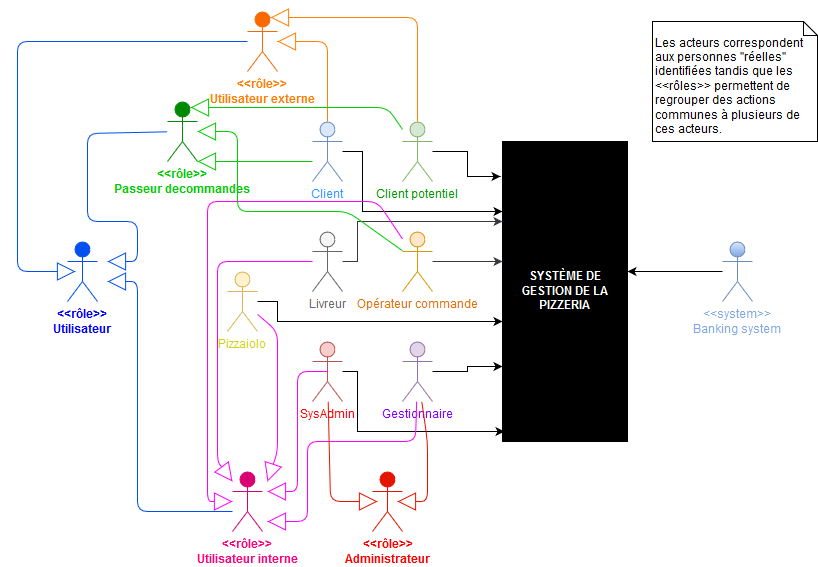 Les acteurs correspondent
aux personnes "réelles"
identifiées tandis que les
<<rôles>> permettent de
regrouper des actions
communes à plusieurs de
ces acteurs.
<<rôle>>
Utilisateur externe
<<rôle>>
Passeur decommandes
Client
Client potentiel
<<rôle>>
Utilisateur
Livreur
Opérateur commande
Pizzaiolo
SYSTÈME DE
GESTION DE LA
PIZZERIA
<<system>>
Banking system
SysAdmin
Gestionnaire
<<rôle>>
Utilisateur interne
<<rôle>>
Administrateur